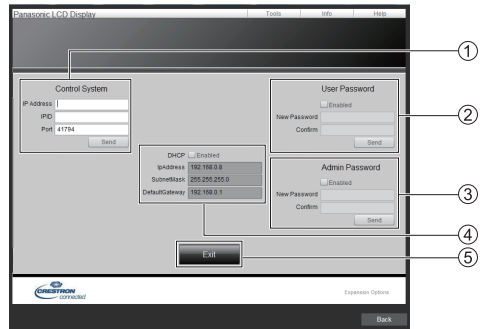 Panasonic LCD Display
Tools Info Help
1
Control System
IP Address
IPID
Port 41794
Send
User Password
Enabled
New Password
Confirm
Send
2
DHCP Enabled
IpAddress 192.168.0.8
SubnetMask 255.255.255.0
DefaultGateway 192.168.0.1
Admin Password
Enabled
New Password
Confirm
Send
3
4
Exit
5
CRESTRON
connected
Expansion Options
Back